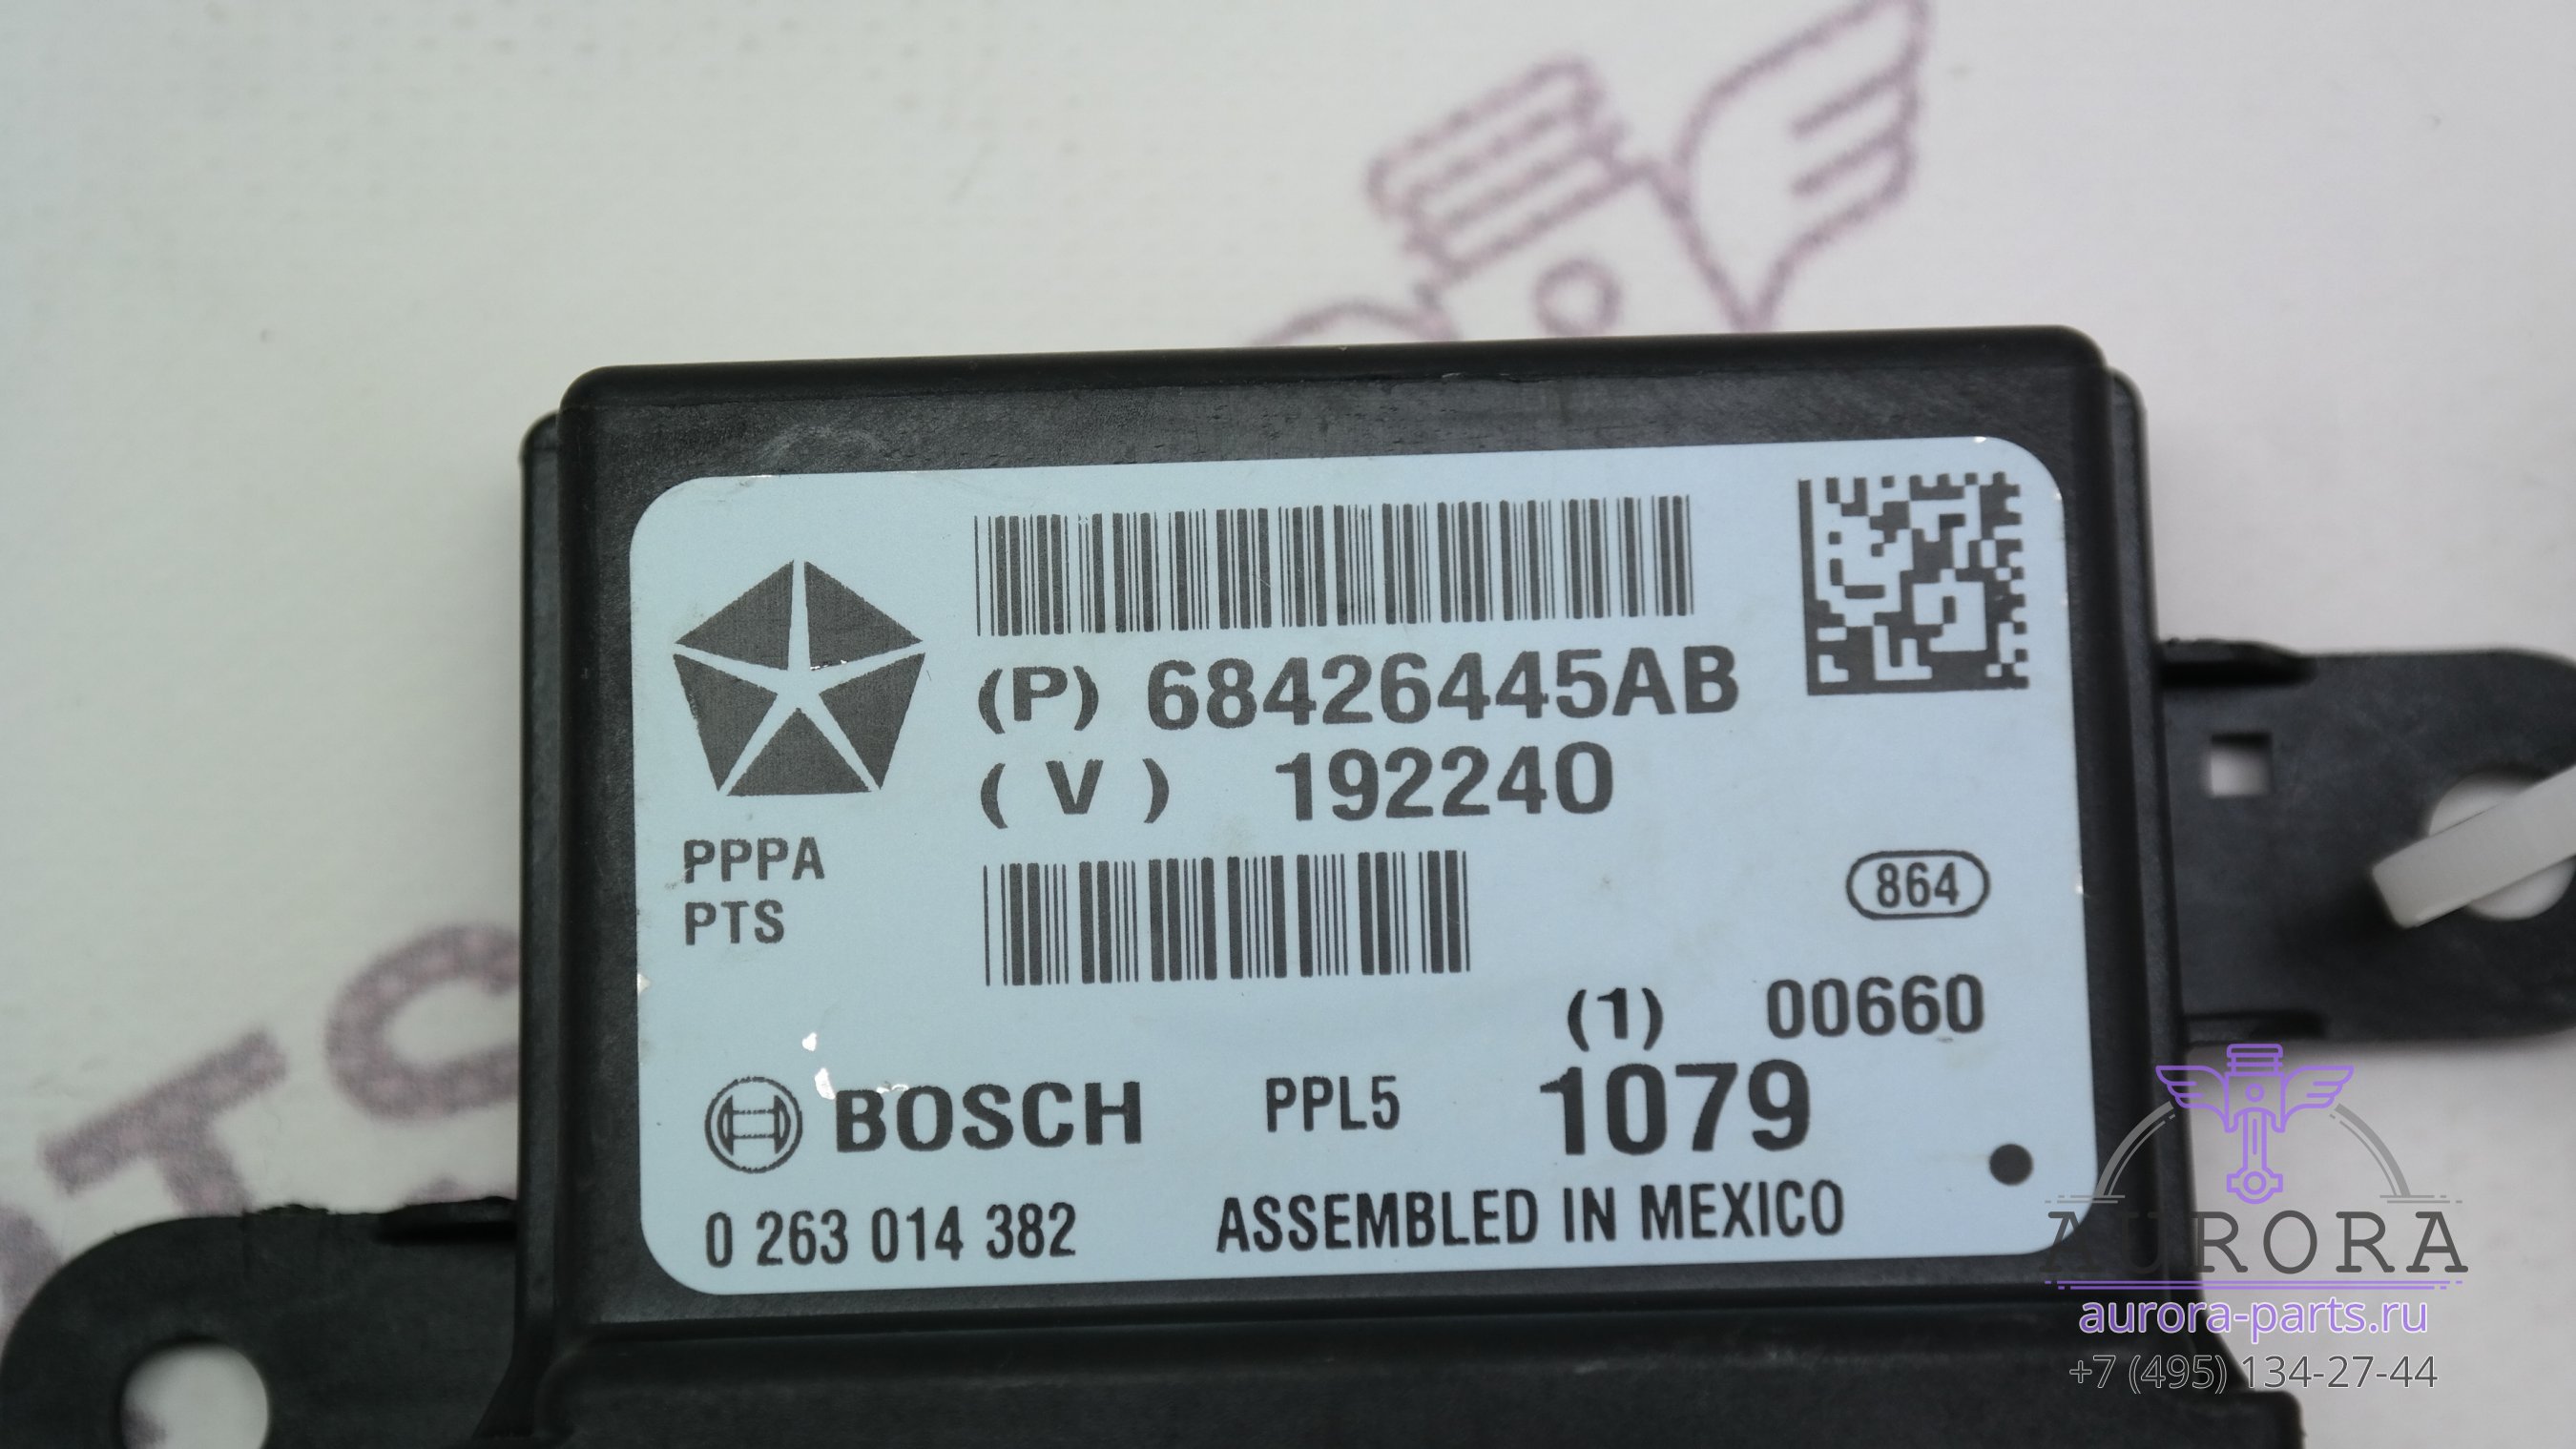 (P) 68426445AB
(V) 192240
PPPA
PTS
864
(1) 00660
BOSCH PPL5 1079
0 263 014 382 ASSEMBLED IN MEXICO
AURORA
aurora-parts.ru
+7 (495) 134-27-44